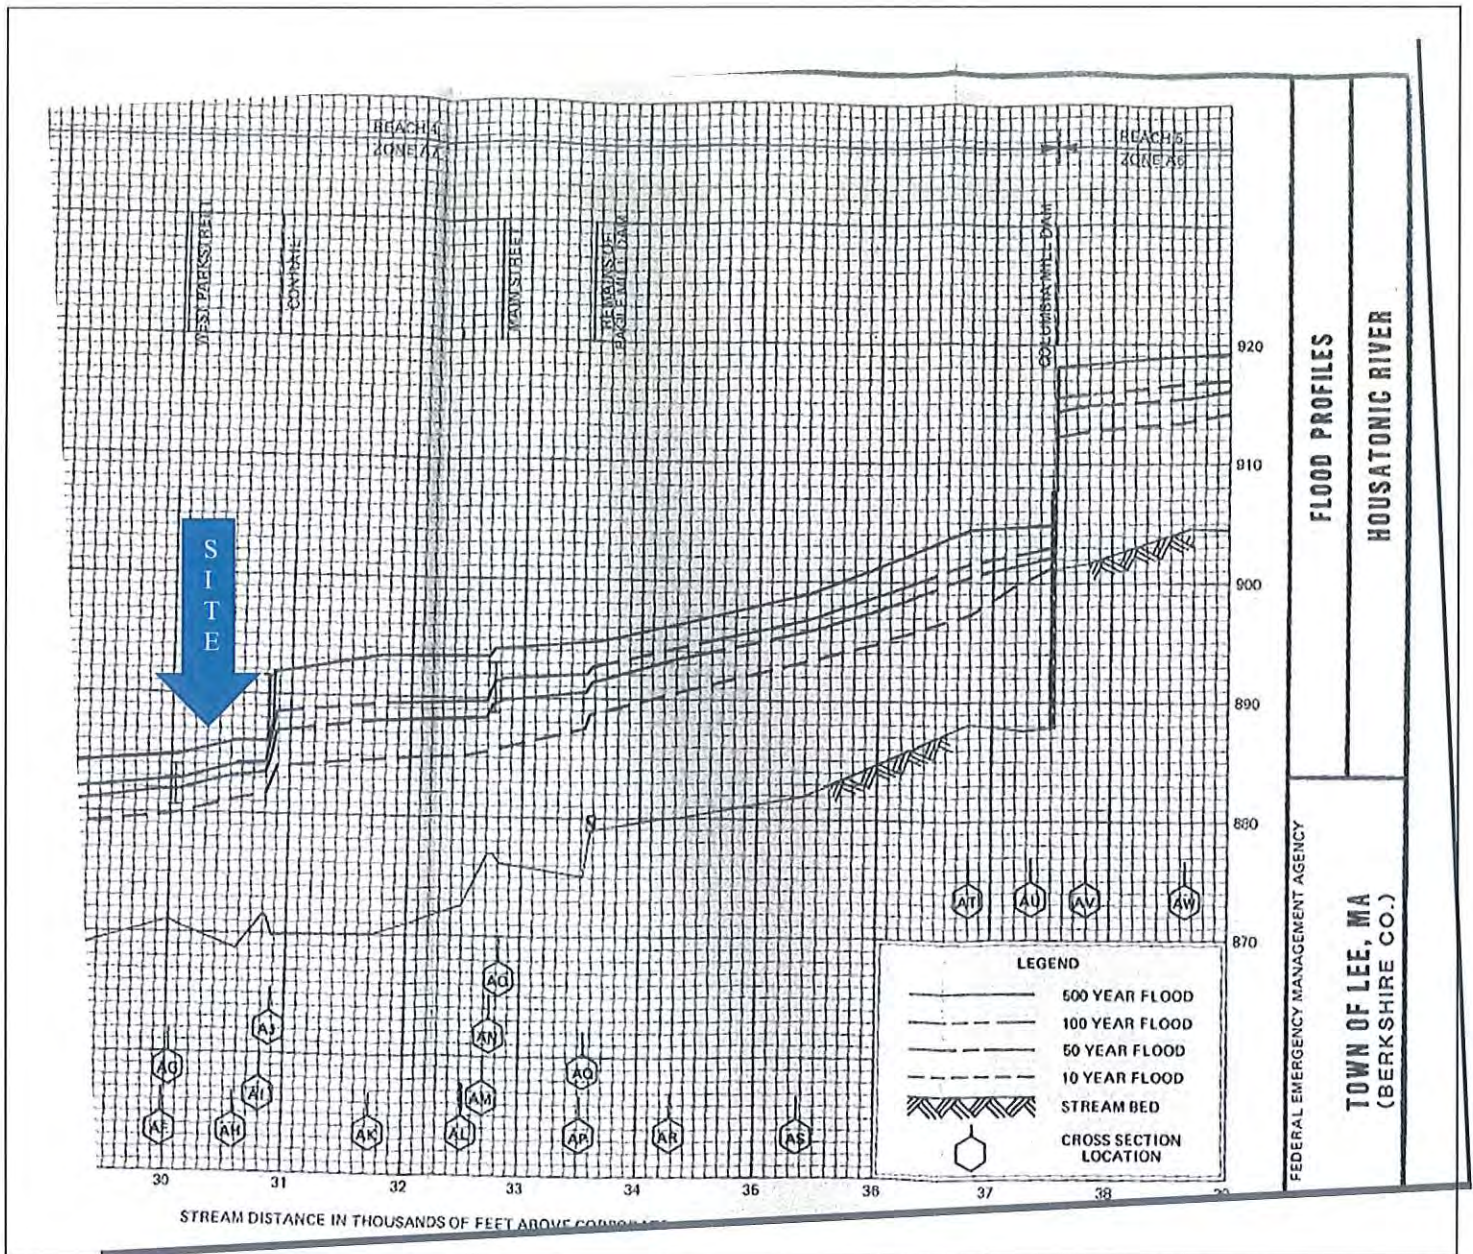 REACH 4
ZONE A7
REACH 5
ZONE A6
WEST PARK STREET
CONRAIL
MAIN STREET
REMAINS OF
EAGLE MILL DAM
COLUMBIA MILL DAM
SITE
920
910
900
890
880
870
AG
AJ
AI
AH
AK
AL
AM
AN
AO
AP
AR
AS
AT
AU
AV
AW
LEGEND
500 YEAR FLOOD
100 YEAR FLOOD
50 YEAR FLOOD
10 YEAR FLOOD
STREAM BED
CROSS SECTION
LOCATION
30
31
32
33
34
35
36
37
38
STREAM DISTANCE IN THOUSANDS OF FEET ABOVE
FLOOD PROFILES
HOUSATONIC RIVER
FEDERAL EMERGENCY MANAGEMENT AGENCY
TOWN OF LEE, MA
(BERKSHIRE CO.)